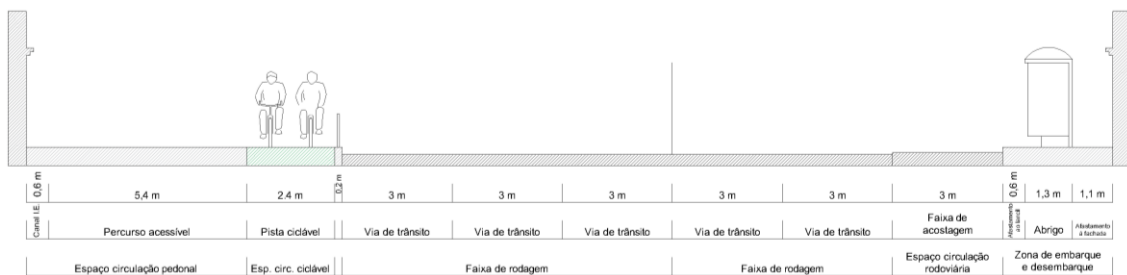 0,6 m
5,4 m
2.4 m
0,2 m
3 m
3 m
3 m
3 m
3 m
3 m
0,6 m
1,3 m
1,1 m
Canal I.E.
Percurso acessível
Pista ciclável
Via de trânsito
Via de trânsito
Via de trânsito
Via de trânsito
Via de trânsito
Faixa de
acostagem
Afastamento
ao lancil
Abrigo
Afastamento
à fachada
Espaço circulação pedonal
Esp. circ. ciclável
Faixa de rodagem
Faixa de rodagem
Espaço circulação
rodoviária
Zona de embarque
e desembarque